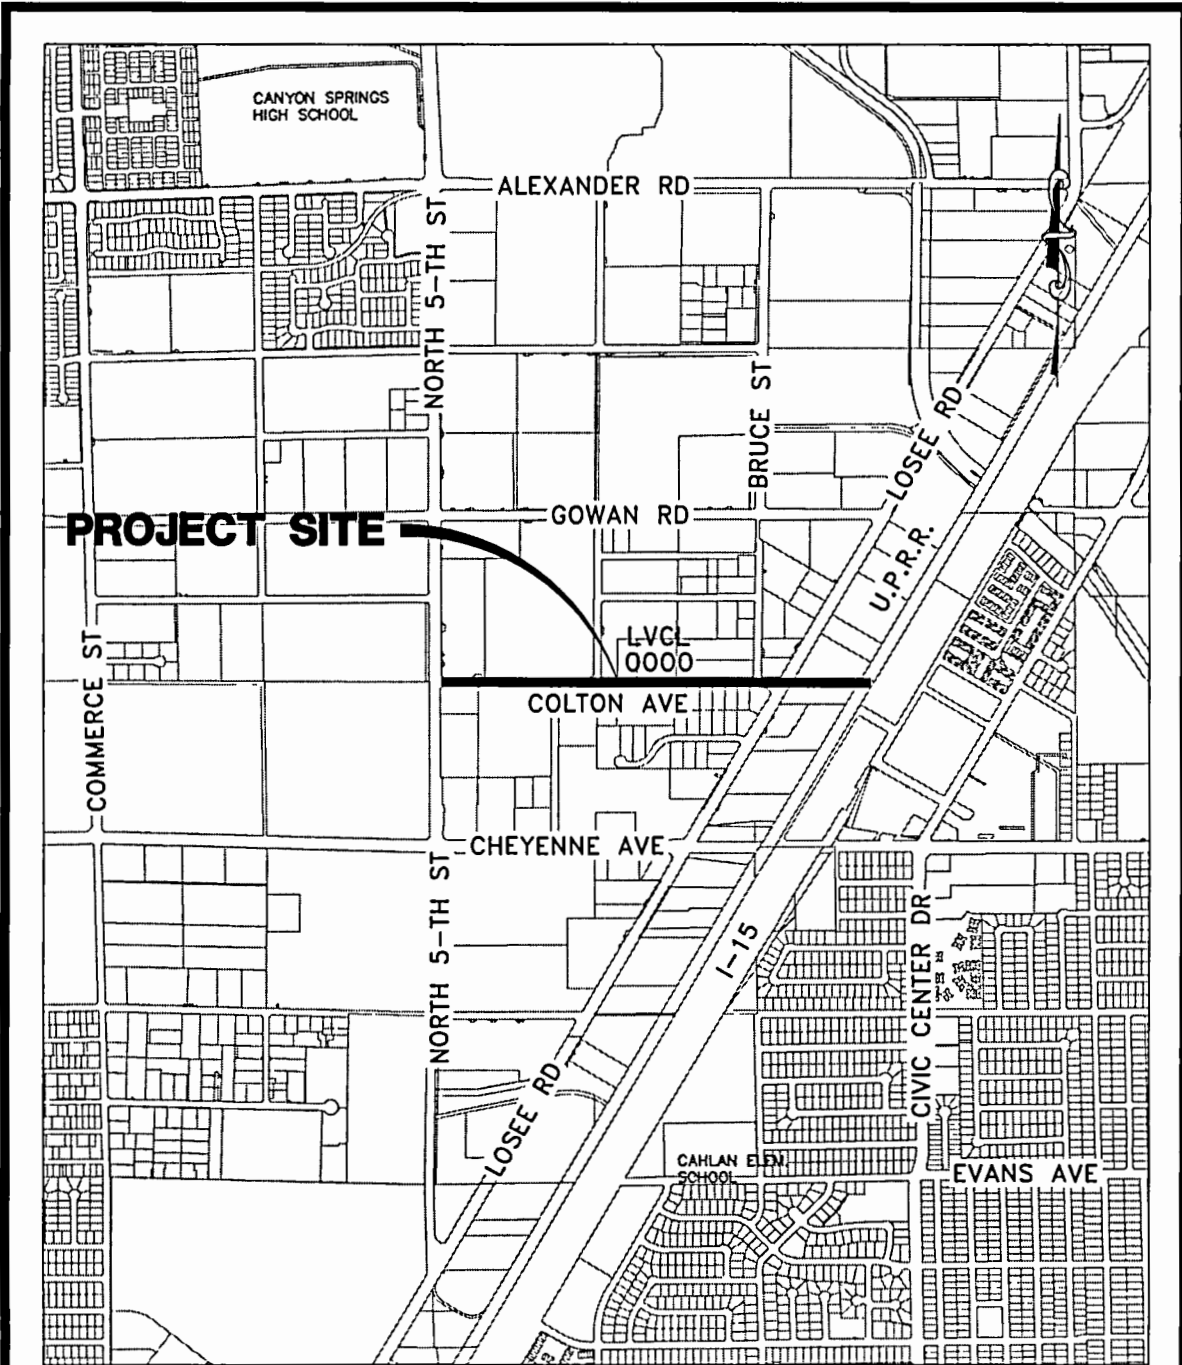 CANYON SPRINGS
HIGH SCHOOL
ALEXANDER RD
NORTH 5-TH ST
BRUCE ST
LOSEE RD
GOWAN RD
PROJECT SITE
U.P.R.R.
LVCL
0000
COLTON AVE
COMMERCE ST
CHEYENNE AVE
NORTH 5-TH ST
I-15
CIVIC CENTER DR
LOSEE RD
CAHLAN ELEM.
SCHOOL
EVANS AVE